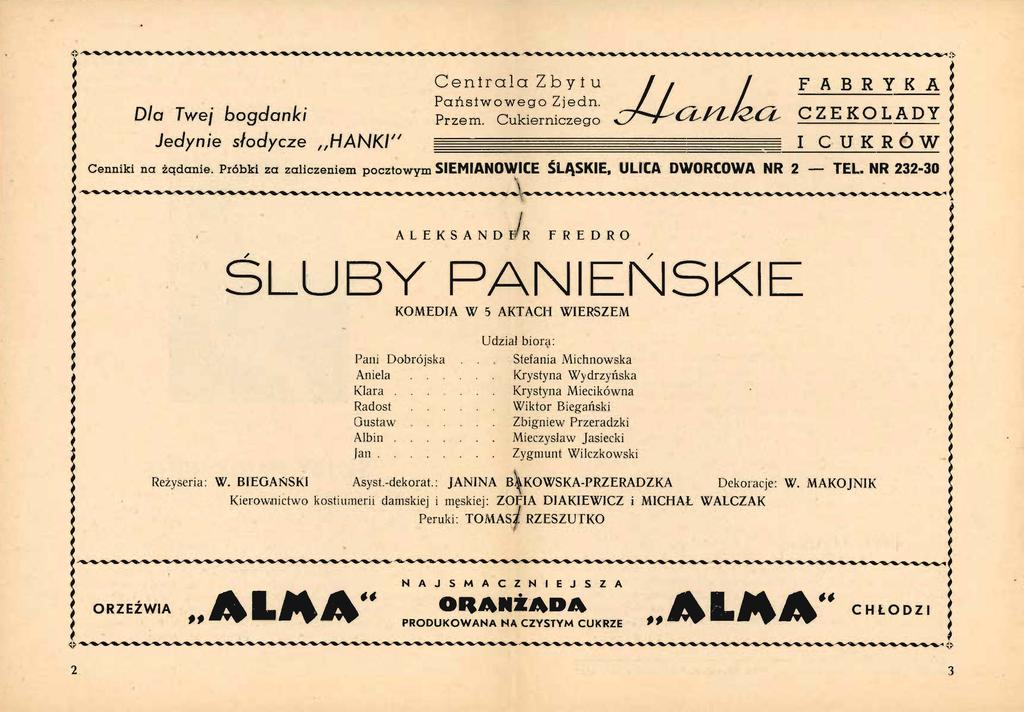 Dla Twej bogdanki
Jedynie słodycze „HANKI"
Centrala Zbytu
Państwowego Zjedn.
Przem. Cukierniczego
Hanka
FABRYKA
CZEKOLADY
I CUKRÓW
Cenniki na żądanie. Próbki za zaliczeniem pocztowym SIEMIANOWICE ŚLĄSKIE, ULICA DWORCOWA NR 2 — TEL. NR 232-30
ALEKSANDER FREDRO
ŚLUBY PANIEŃSKIE
KOMEDIA W 5 AKTACH WIERSZEM
Udział biorą:
Pani Dobrójska . . . Stefania Michnowska
Aniela . . . . . . Krystyna Wydrzyńska
Klara . . . . . . . Krystyna Miecikówna
Radost . . . . . . Wiktor Biegański
Gustaw . . . . . . Zbigniew Przeradzki
Albin . . . . . . . Mieczysław Jasiecki
Jan . . . . . . . . Zygmunt Wilczkowski
Reżyseria: W. BIEGAŃSKI Asyst.-dekorat.: JANINA BĄKOWSKA-PRZERADZKA Dekoracje: W. MAKOJNIK
Kierownictwo kostiumerii damskiej i męskiej: ZOFIA DIAKIEWICZ i MICHAŁ WALCZAK
Peruki: TOMASZ RZESZUTKO
ORZEŹWIA „ALMA"
NAJSMACZNIEJSZA
ORANŻADA
PRODUKOWANA NA CZYSTYM CUKRZE
„ALMA" CHŁODZI
2
3